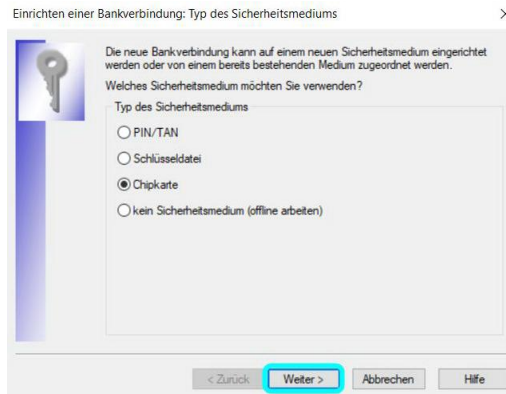 Einrichten einer Bankverbindung: Typ des Sicherheitsmediums
Die neue Bankverbindung kann auf einem neuen Sicherheitsmedium eingerichtet
werden oder von einem bereits bestehenden Medium zugeordnet werden.
Welches Sicherheitsmedium möchten Sie verwenden?
Typ des Sicherheitsmediums
PIN/TAN
Schlüsseldatei
Chipkarte
kein Sicherheitsmedium (offline arbeiten)
< Zurück Weiter > Abbrechen Hilfe